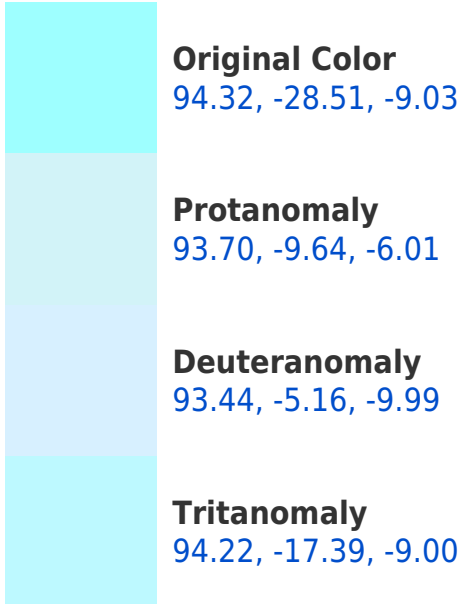 Original Color
94.32, -28.51, -9.03
Protanomaly
93.70, -9.64, -6.01
Deuteranomaly
93.44, -5.16, -9.99
Tritanomaly
94.22, -17.39, -9.00